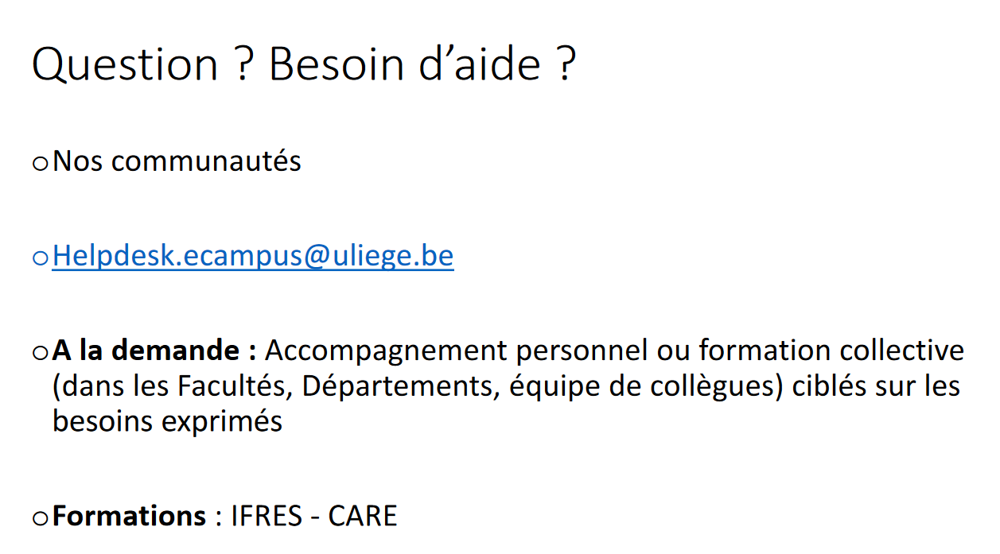 Question ? Besoin d’aide ?
o Nos communautés
o Helpdesk.ecampus@uliege.be
o A la demande : Accompagnement personnel ou formation collective
(dans les Facultés, Départements, équipe de collègues) ciblés sur les
besoins exprimés
o Formations : IFRES - CARE